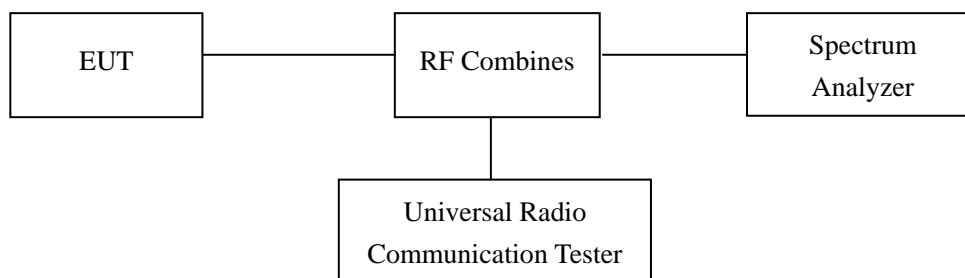 EUT
RF Combines
Spectrum
Analyzer
Universal Radio
Communication Tester